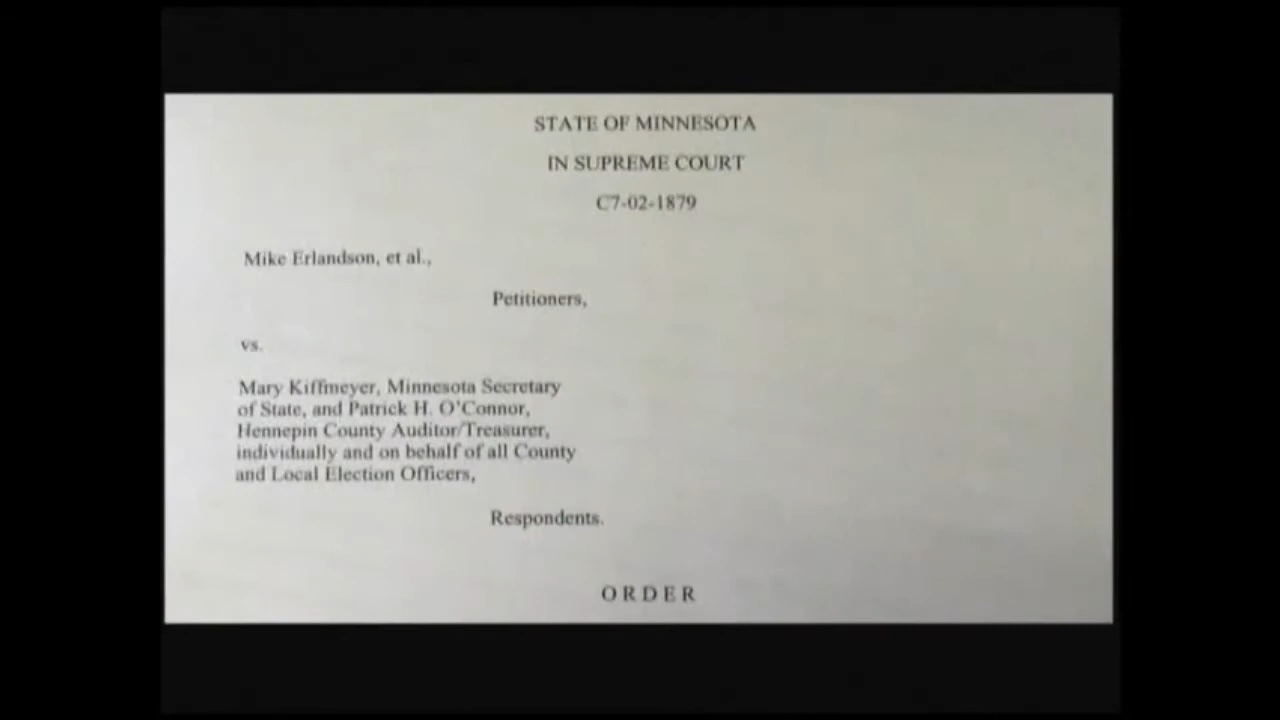 STATE OF MINNESOTA
IN SUPREME COURT
C7-02-1879
Mike Erlandson, et al.,
Petitioners,
vs.
Mary Kiffmeyer, Minnesota Secretary
of State, and Patrick H. O'Connor,
Hennepin County Auditor/Treasurer,
individually and on behalf of all County
and Local Election Officers,
Respondents.
O R D E R